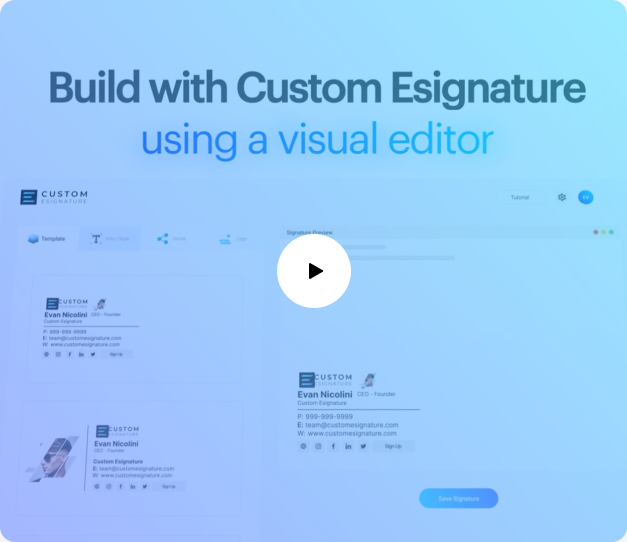 Build with Custom Esignature
using a visual editor
CUSTOM
ESIGNATURE
Tutorial
EV
Template
Social
Logo
Signature Preview
CUSTOM
ESIGNATURE
Evan Nicolini CEO - Founder
Custom Esignature
P: 999-999-9999
E: team@customesignature.com
W: www.customesignature.com
Sign Up
CUSTOM
ESIGNATURE
Evan Nicolini
CEO - Founder
Custom Esignature
E: team@customesignature.com
W: www.customesignature.com
Sign Up
CUSTOM
ESIGNATURE
Evan Nicolini CEO - Founder
Custom Esignature
P: 999-999-9999
E: team@customesignature.com
W: www.customesignature.com
Sign Up
Save Signature